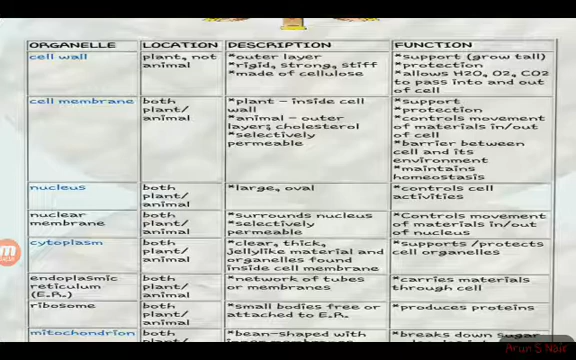 ORGANELLE LOCATION DESCRIPTION FUNCTION
cell wall
plant, not
animal
*outer layer
*rigid, strong, stiff
*made of cellulose
*support (grow tall)
*protection
*allows H2O, O2, CO2
to pass into and out
of cell
cell membrane
both
plant/
animal
*plant - inside cell
wall
*animal - outer
layer; cholesterol
*selectively
permeable
*support
*protection
*controls movement
of materials in/out
of cell
*barrier between
cell and its
environment
*maintains
homeostasis
nucleus
both
plant/
animal
*large, oval
*controls cell
activities
nuclear
membrane
both
plant/
animal
*surrounds nucleus
*selectively
permeable
*Controls movement
of materials in/out
of nucleus
cytoplasm
both
plant/
animal
*clear, thick,
jellylike material and
organelles found
inside cell membrane
*supports /protects
cell organelles
endoplasmic
reticulum
(E.R.)
both
plant/
animal
*network of tubes
or membranes
*carries materials
through cell
ribosome
both
plant/
animal
*small bodies free or
attached to E.R.
*produces proteins
mitochondrion
both
*bean-shaped with
*breaks down sugar
Arun S Nair